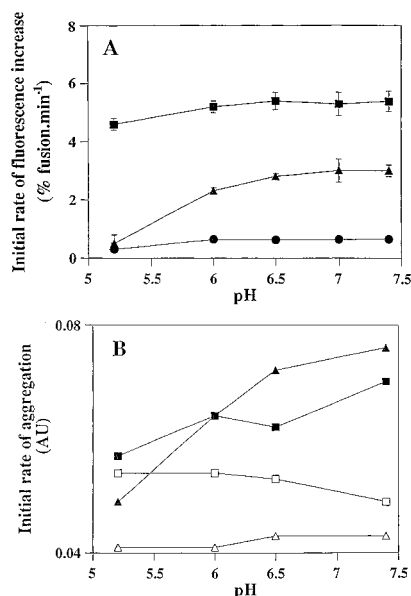 A
8
6
4
2
0
Initial rate of fluorescence increase
(% fusion.min⁻¹)
5 5.5 6 6.5 7 7.5
pH
B
0.08
0.04
Initial rate of aggregation
(AU)
5 5.5 6 6.5 7 7.5
pH